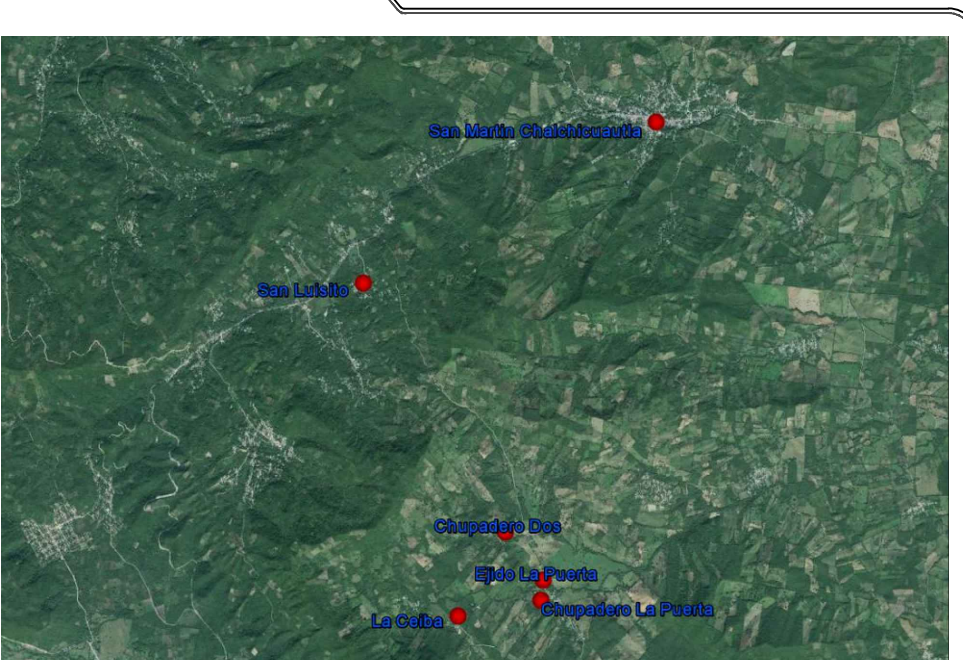 San Martin Chalchicuautla
San Luisito
Chupadero Dos
Ejido La Puerta
Chupadero La Puerta
La Ceiba